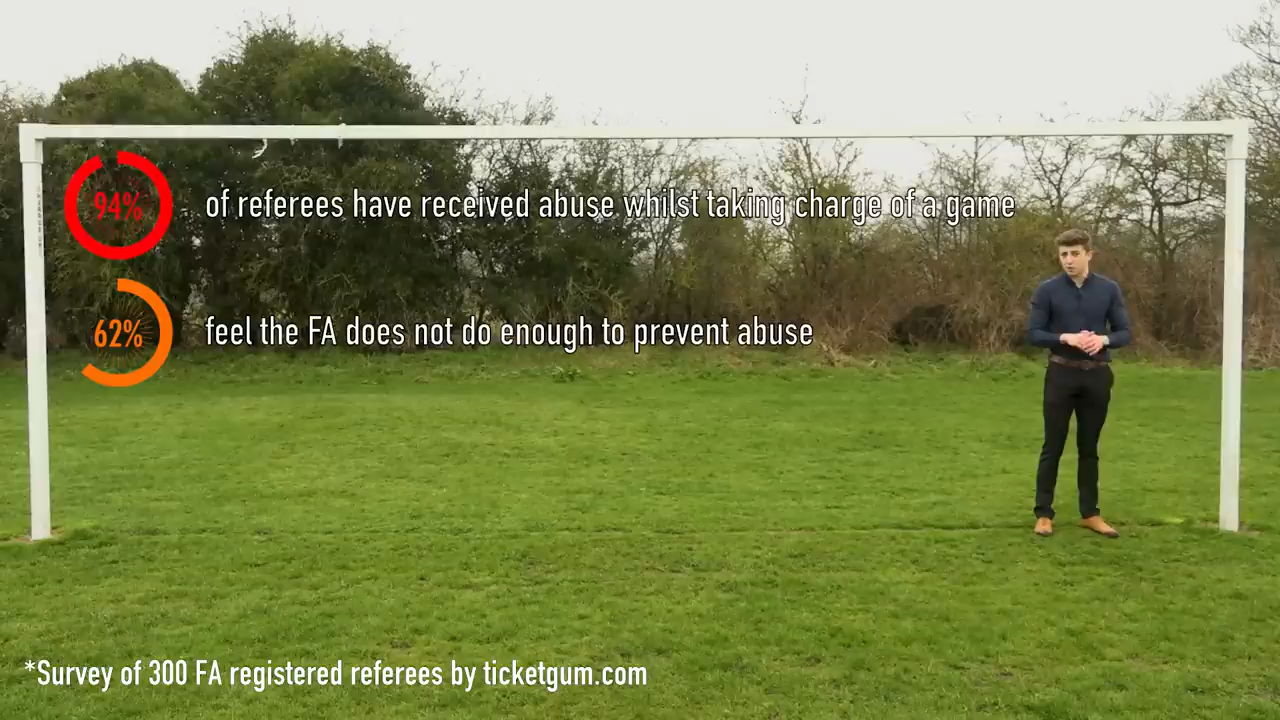 94%
of referees have received abuse whilst taking charge of a game
62%
feel the FA does not do enough to prevent abuse
*Survey of 300 FA registered referees by ticketgum.com